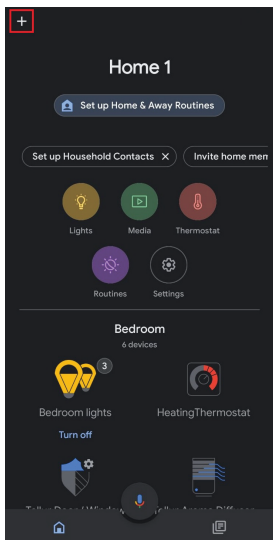 +
Home 1
Set up Home & Away Routines
Set up Household Contacts X
Invite home mem
Lights
Media
Thermostat
Routines
Settings
Bedroom
6 devices
3
Bedroom lights
HeatingThermostat
Turn off